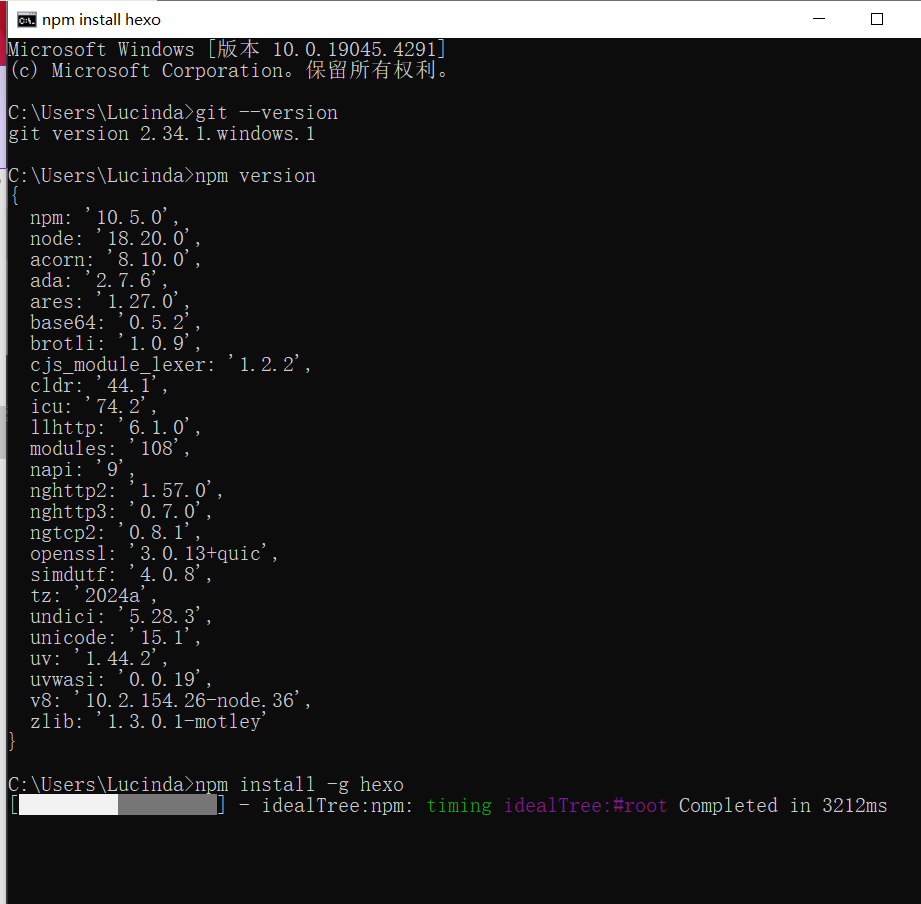 npm install hexo
Microsoft Windows [版本 10.0.19045.4291]
(c) Microsoft Corporation。保留所有权利。
C:\Users\Lucinda>git --version
git version 2.34.1.windows.1
C:\Users\Lucinda>npm version
{
  npm: '10.5.0',
  node: '18.20.0',
  acorn: '8.10.0',
  ada: '2.7.6',
  ares: '1.27.0',
  base64: '0.5.2',
  brotli: '1.0.9',
  cjs_module_lexer: '1.2.2',
  cldr: '44.1',
  icu: '74.2',
  llhttp: '6.1.0',
  modules: '108',
  napi: '9',
  nghttp2: '1.57.0',
  nghttp3: '0.7.0',
  ngtcp2: '0.8.1',
  openssl: '3.0.13+quic',
  simdutf: '4.0.8',
  tz: '2024a',
  undici: '5.28.3',
  unicode: '15.1',
  uv: '1.44.2',
  uvwasi: '0.0.19',
  v8: '10.2.154.26-node.36',
  zlib: '1.3.0.1-motley'
}
C:\Users\Lucinda>npm install -g hexo
[] - idealTree:npm: timing idealTree:#root Completed in 3212ms